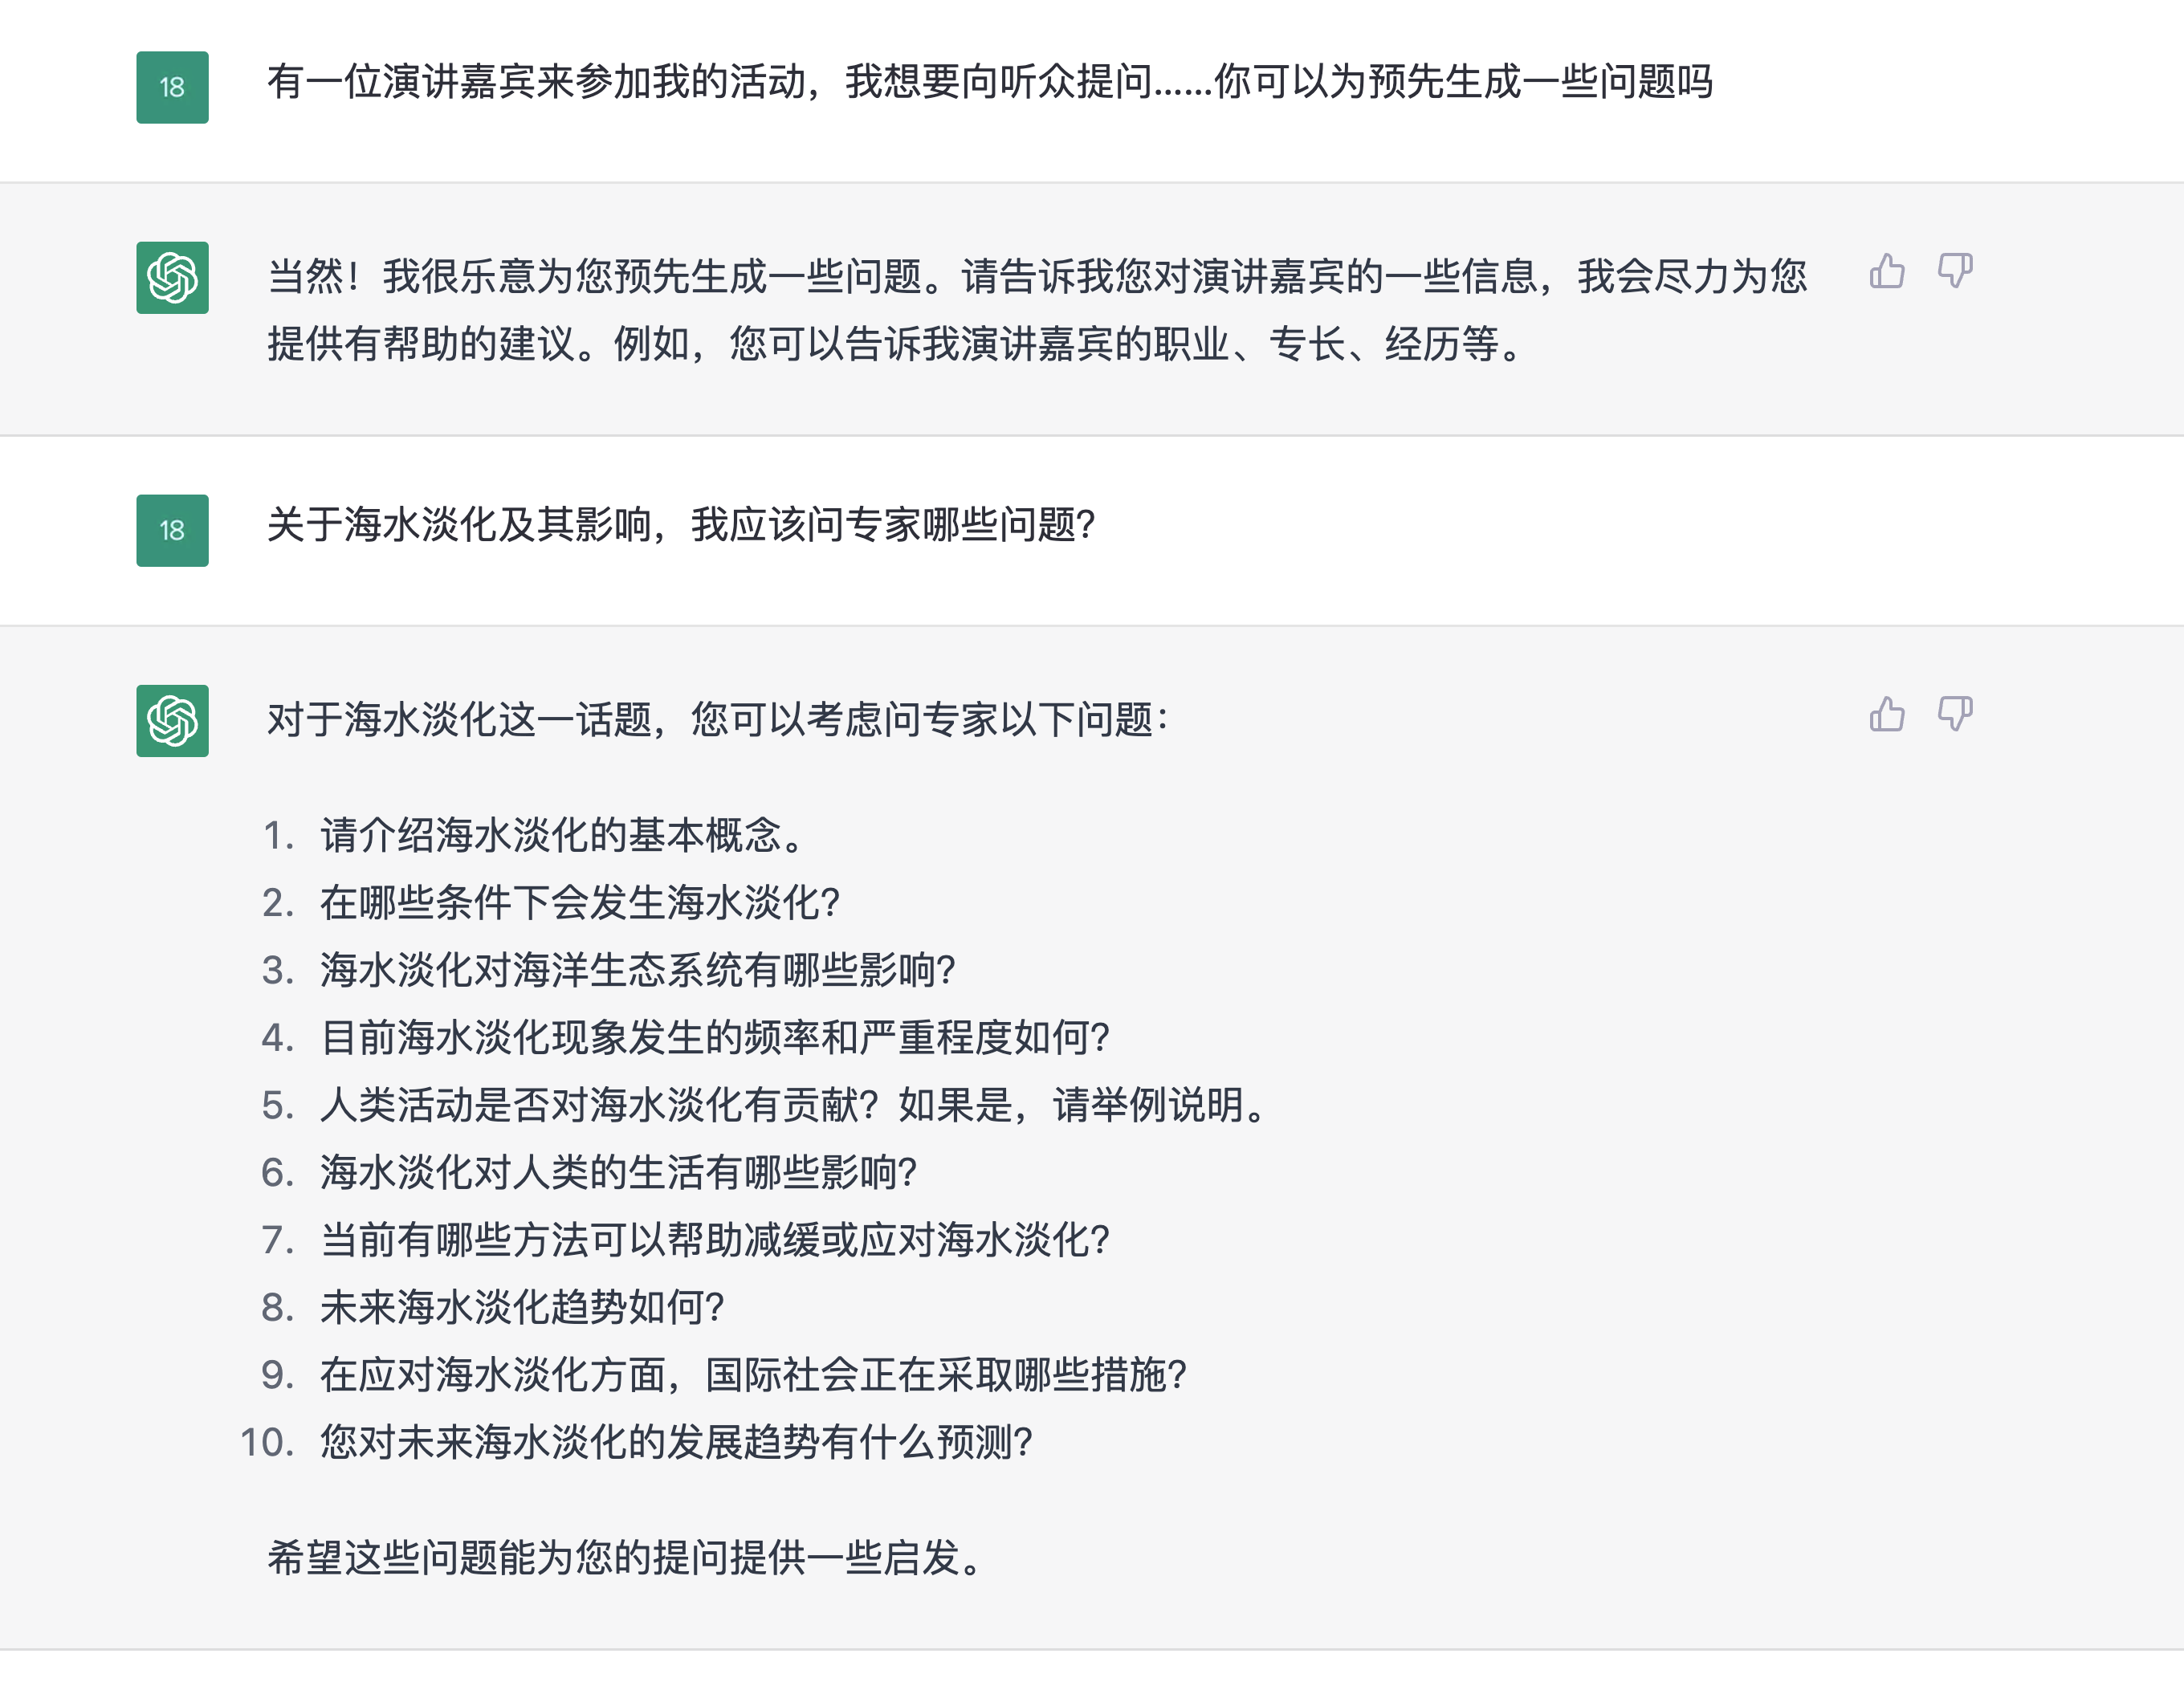 18
有一位演讲嘉宾来参加我的活动，我想要向听众提问……你可以为预先生成一些问题吗
当然！我很乐意为您预先生成一些问题。请告诉我您对演讲嘉宾的一些信息，我会尽力为您
提供有帮助的建议。例如，您可以告诉我演讲嘉宾的职业、专长、经历等。
18
关于海水淡化及其影响，我应该问专家哪些问题？
对于海水淡化这一话题，您可以考虑问专家以下问题：
1. 请介绍海水淡化的基本概念。
2. 在哪些条件下会发生海水淡化？
3. 海水淡化对海洋生态系统有哪些影响？
4. 目前海水淡化现象发生的频率和严重程度如何？
5. 人类活动是否对海水淡化有贡献？如果是，请举例说明。
6. 海水淡化对人类的生活有哪些影响？
7. 当前有哪些方法可以帮助减缓或应对海水淡化？
8. 未来海水淡化趋势如何？
9. 在应对海水淡化方面，国际社会正在采取哪些措施？
10. 您对未来海水淡化的发展趋势有什么预测？
希望这些问题能为您的提问提供一些启发。